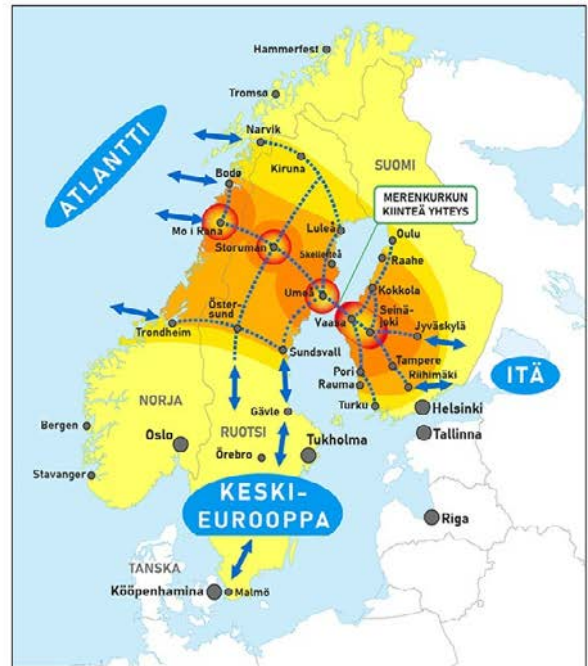 Hammerfest
Tromsø
Narvik
ATLANTTI
Kiruna
SUOMI
Bodø
MERENKURKUN
KIINTEÄ YHTEYS
Mo i Rana
Storuman
Luleå
Oulu
Skellefteå
Raahe
Umeå
Kokkola
Vaasa
Seinä-
joki
Öster-
sund
Jyväskylä
Trondheim
Sundsvall
Tampere
ITÄ
Pori
Riihimäki
Rauma
NORJA
Gävle
Turku
Helsinki
Bergen
Oslo
RUOTSI
Tallinna
Örebro
Tukholma
Stavanger
KESKI-
EUROOPPA
Riga
TANSKA
Kööpenhamina
Malmö